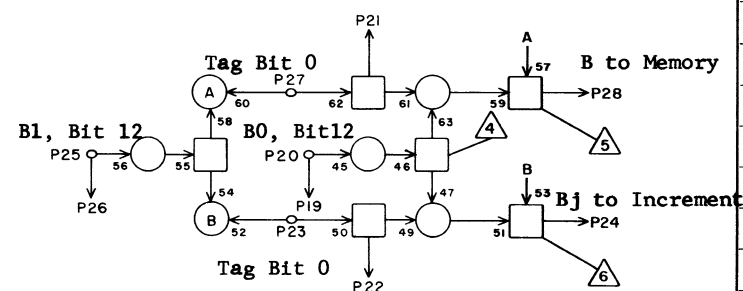 P21
Tag Bit 0
P27
A
57
B to Memory
A
60
62
61
59
P28
58
63
B1, Bit 12
B0, Bit12
4
P25
56
55
P20
45
46
5
P26
54
P19
47
B
53
Bj to Increment
B
52
P23
50
49
51
P24
Tag Bit 0
P22
6